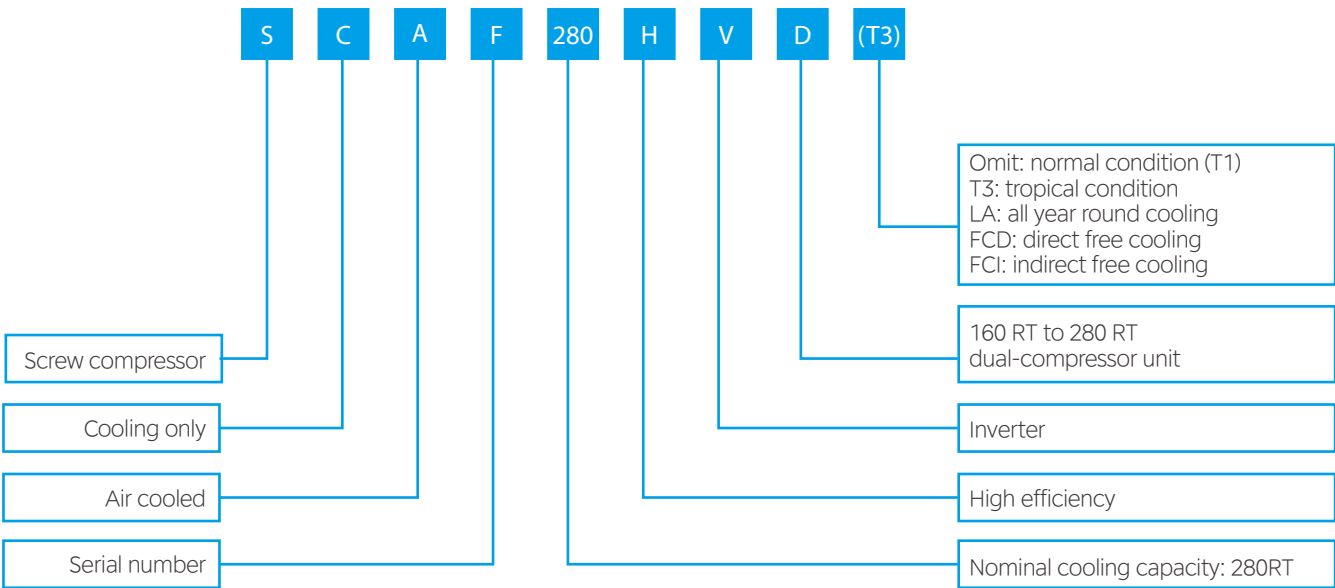 S C A F 280 H V D (T3)
Omit: normal condition (T1)
T3: tropical condition
LA: all year round cooling
FCD: direct free cooling
FCI: indirect free cooling
160 RT to 280 RT
dual-compressor unit
Screw compressor
Cooling only
Inverter
Air cooled
High efficiency
Serial number
Nominal cooling capacity: 280RT